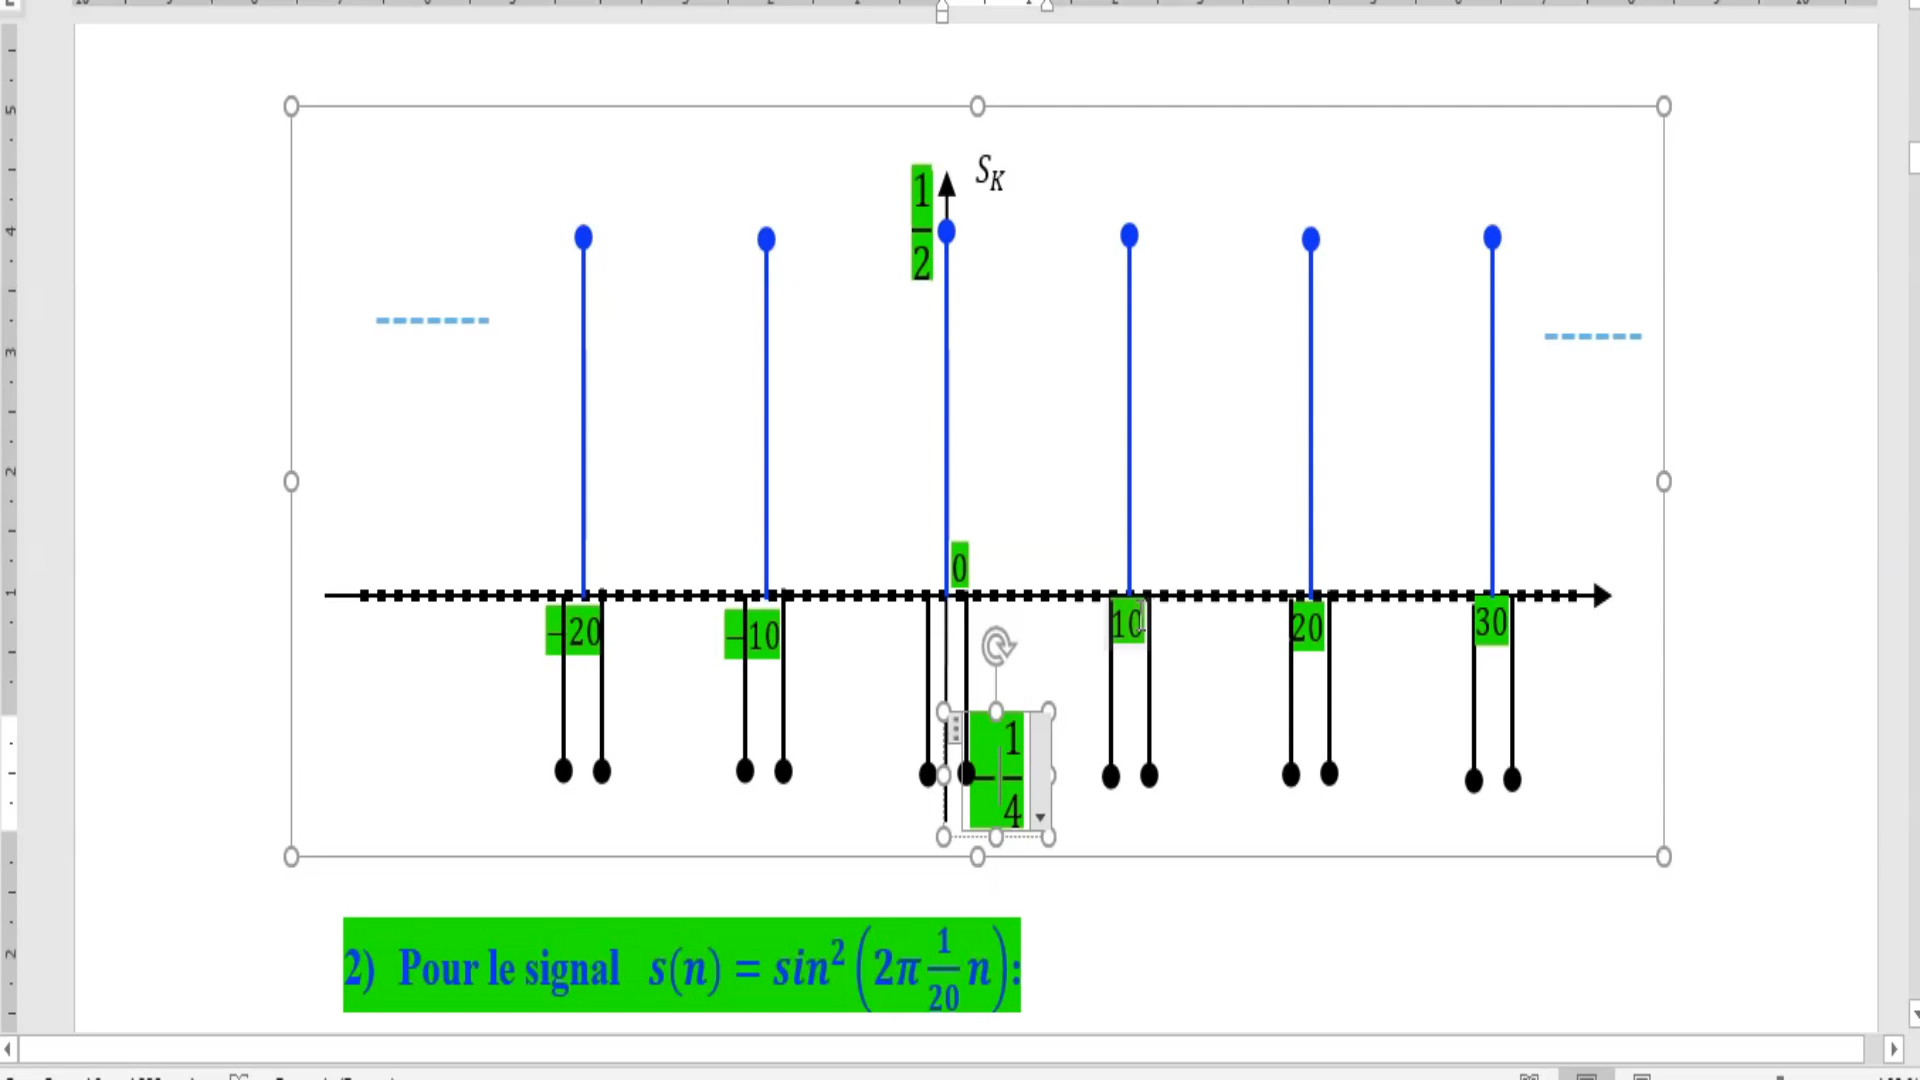 S_K
1/2
0
−20 −10 10 20 30
−1/4
2) Pour le signal s(n) = sin²(2π 1/20 n):